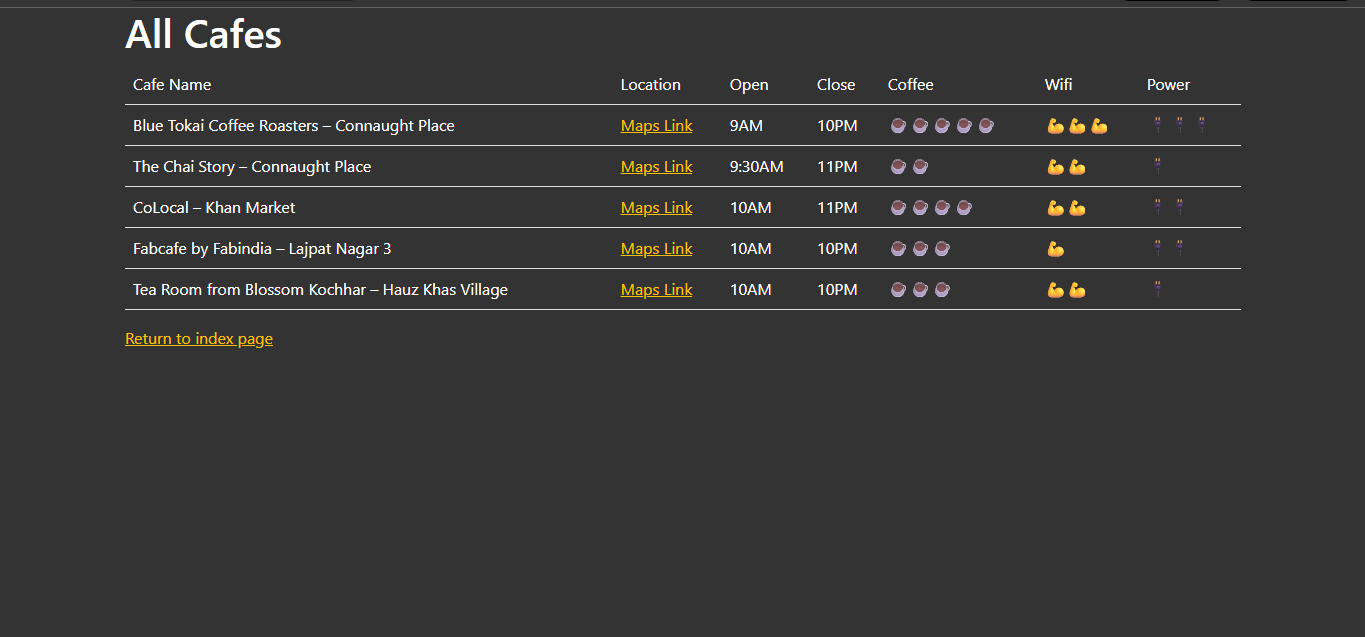 All Cafes
Cafe Name Location Open Close Coffee Wifi Power
Blue Tokai Coffee Roasters – Connaught Place Maps Link 9AM 10PM ☕☕☕☕☕ 💪💪💪 🔌🔌🔌
The Chai Story – Connaught Place Maps Link 9:30AM 11PM ☕☕ 💪💪 🔌
CoLocal – Khan Market Maps Link 10AM 11PM ☕☕☕☕ 💪💪 🔌🔌
Fabcafe by Fabindia – Lajpat Nagar 3 Maps Link 10AM 10PM ☕☕☕ 💪 🔌🔌
Tea Room from Blossom Kochhar – Hauz Khas Village Maps Link 10AM 10PM ☕☕☕ 💪💪 🔌
Return to index page